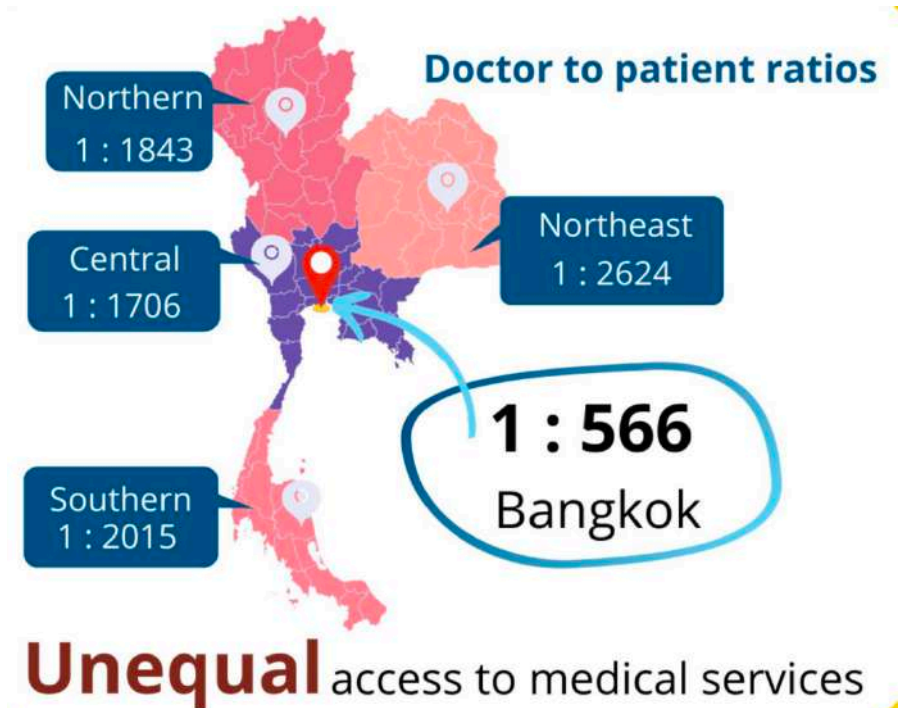 Doctor to patient ratios
Northern
1 : 1843
Northeast
1 : 2624
Central
1 : 1706
1 : 566
Bangkok
Southern
1 : 2015
Unequal access to medical services